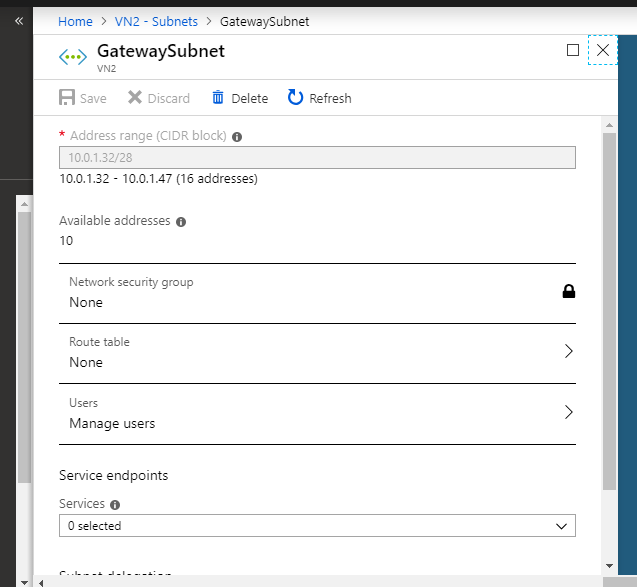 «
Home > VN2 - Subnets > GatewaySubnet
GatewaySubnet
VN2
Save Discard Delete Refresh
* Address range (CIDR block)
10.0.1.32/28
10.0.1.32 - 10.0.1.47 (16 addresses)
Available addresses
10
Network security group
None
Route table
None
Users
Manage users
Service endpoints
Services
0 selected
Subnet delegation